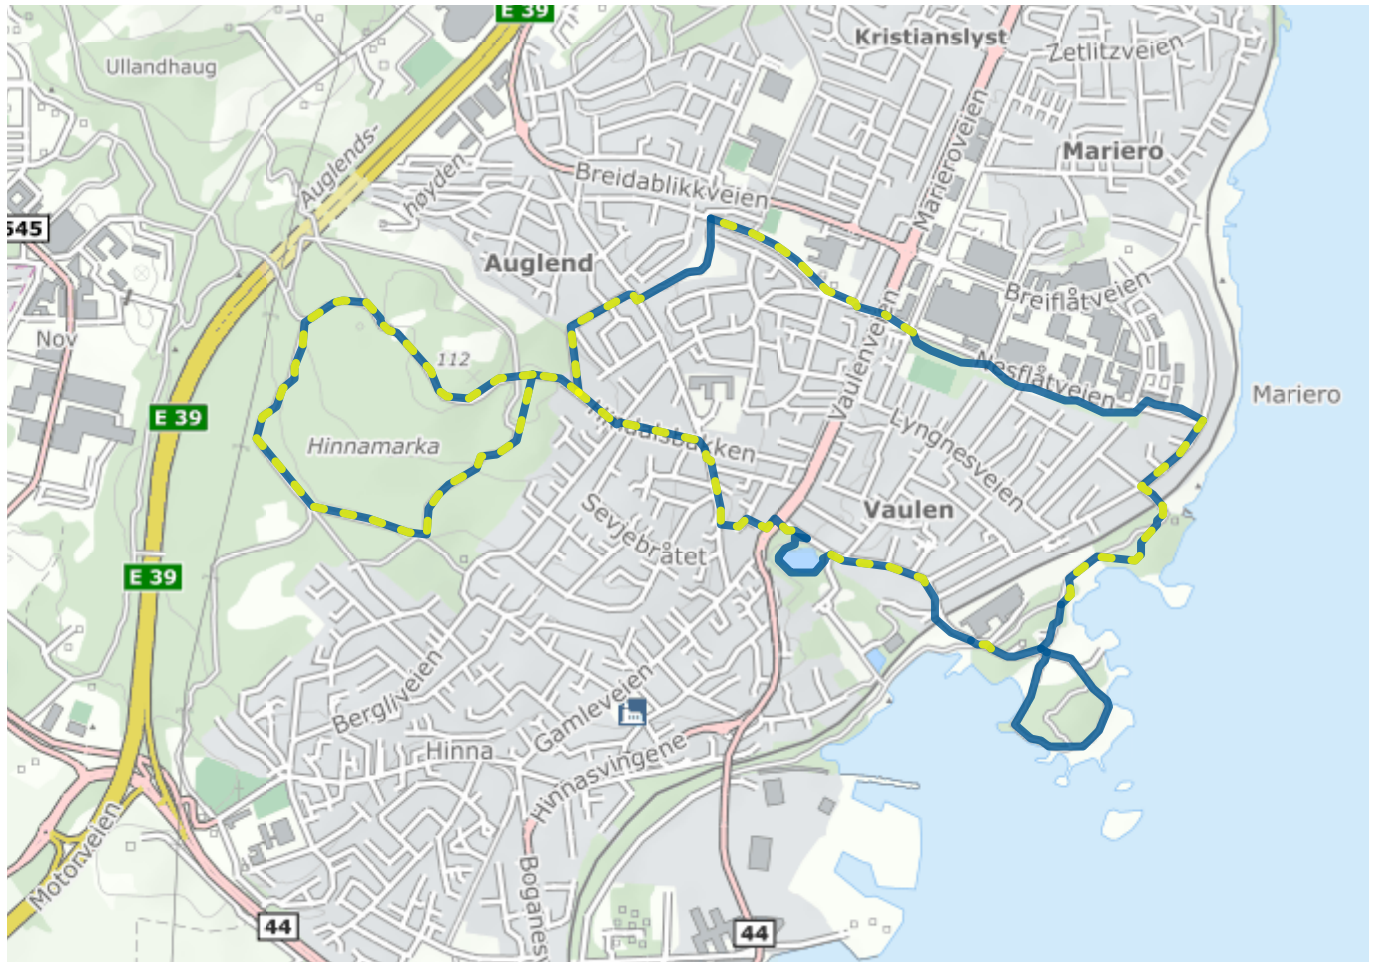 E 39
Kristianslyst
Zetlitzveien
Ullandhaug
Marieroveien
Mariero
Auglends-
høyden
Breidablikkveien
545
Auglend
Breiflåtveien
Nov
112
Vaulenveien
Nesflåtveien
Mariero
E 39
Hinnamarka
Lyngnesveien
Vaulen
Sevjebråtet
E 39
Bergliveien
Gamleveien
Hinna
Hinnasvingene
Motorveien
Boganesv
44
44